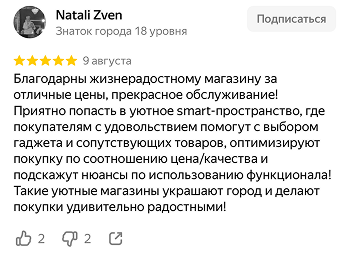 Natali Zven
Подписаться
Знаток города 18 уровня
9 августа
Благодарны жизнерадостному магазину за
отличные цены, прекрасное обслуживание!
Приятно попасть в уютное smart-пространство, где
покупателям с удовольствием помогут с выбором
гаджета и сопутствующих товаров, оптимизируют
покупку по соотношению цена/качества и
подскажут нюансы по использованию функционала!
Такие уютные магазины украшают город и делают
покупки удивительно радостными!
2 2